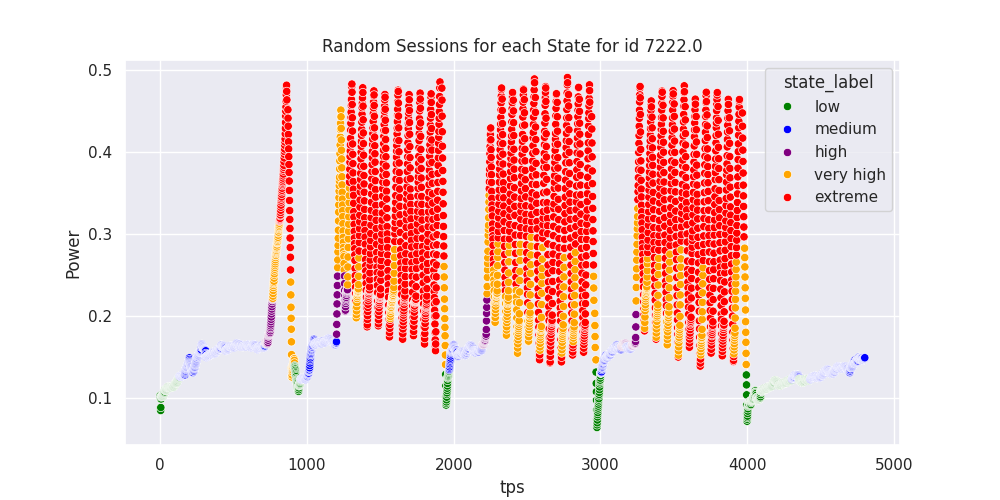 Random Sessions for each State for id 7222.0
0.5
0.4
0.3
0.2
0.1
Power
state_label
low
medium
high
very high
extreme
0 1000 2000 3000 4000 5000
tps